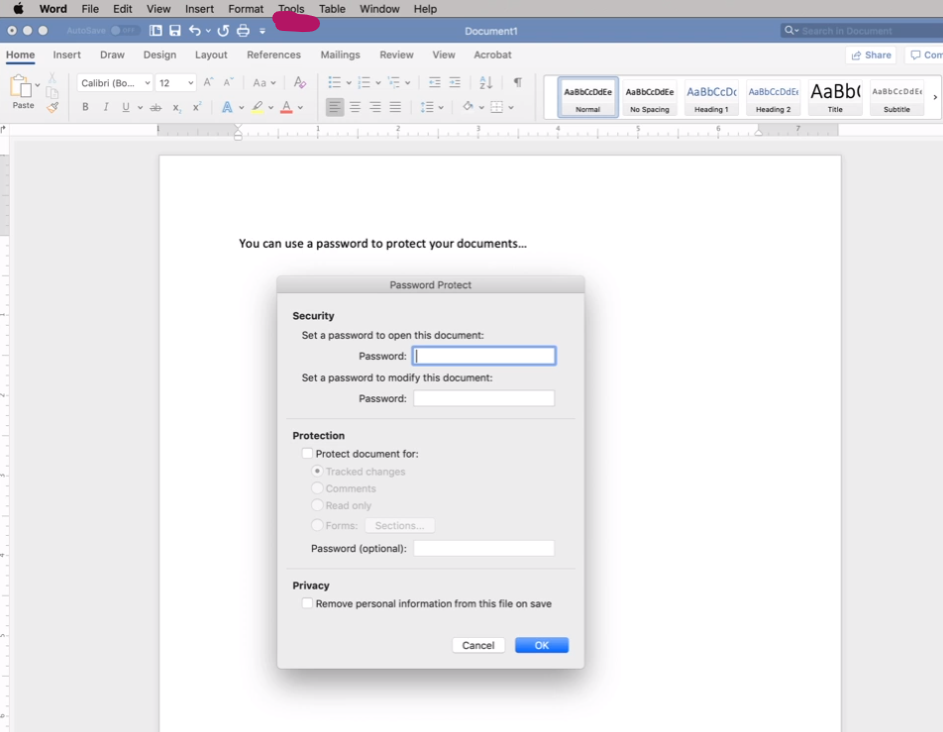 Word File Edit View Insert Format Tools Table Window Help
AutoSave OFF Document1 Search in Document
Home Insert Draw Design Layout References Mailings Review View Acrobat Share Com
Paste Calibri (Bo... 12 A A Aa A AaBbCcDdEe AaBbCcDdEe AaBbCcDc AaBbCcDdEe AaBb( AaBbCcDdEe
B I U abc X₂ X² A A Normal No Spacing Heading 1 Heading 2 Title Subtitle
1 1 2 3 4 5 6 7
You can use a password to protect your documents...
Password Protect
Security
Set a password to open this document:
Password:
Set a password to modify this document:
Password:
Protection
Protect document for:
Tracked changes
Comments
Read only
Forms: Sections...
Password (optional):
Privacy
Remove personal information from this file on save
Cancel OK